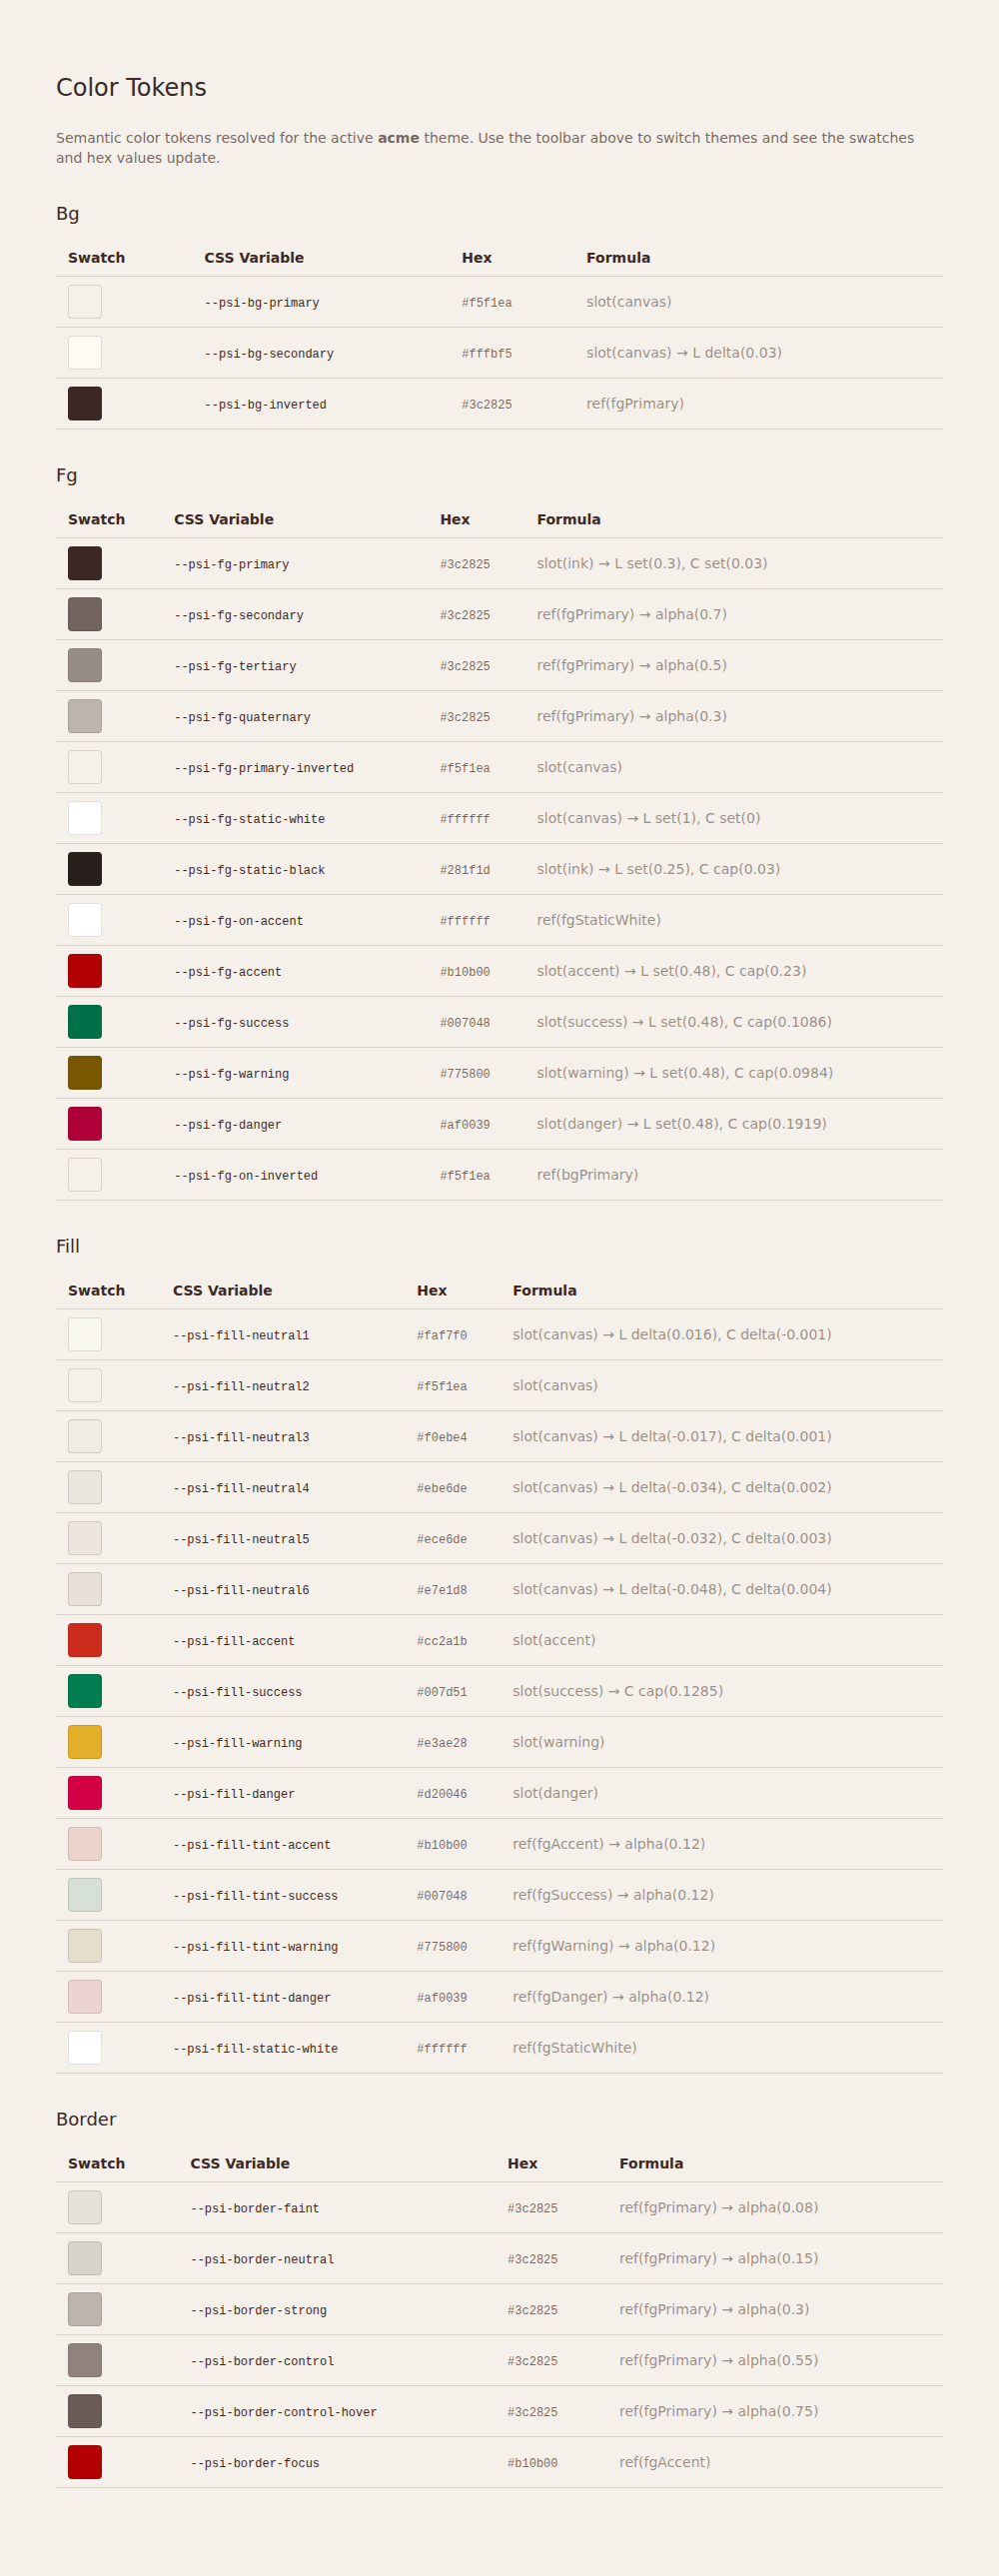 Color Tokens
Semantic color tokens resolved for the active acme theme. Use the toolbar above to switch themes and see the swatches
and hex values update.
Bg
Swatch CSS Variable Hex Formula
--psi-bg-primary #f5f1ea slot(canvas)
--psi-bg-secondary #fffbf5 slot(canvas) → L delta(0.03)
--psi-bg-inverted #3c2825 ref(fgPrimary)
Fg
Swatch CSS Variable Hex Formula
--psi-fg-primary #3c2825 slot(ink) → L set(0.3), C set(0.03)
--psi-fg-secondary #3c2825 ref(fgPrimary) → alpha(0.7)
--psi-fg-tertiary #3c2825 ref(fgPrimary) → alpha(0.5)
--psi-fg-quaternary #3c2825 ref(fgPrimary) → alpha(0.3)
--psi-fg-primary-inverted #f5f1ea slot(canvas)
--psi-fg-static-white #ffffff slot(canvas) → L set(1), C set(0)
--psi-fg-static-black #281f1d slot(ink) → L set(0.25), C cap(0.03)
--psi-fg-on-accent #ffffff ref(fgStaticWhite)
--psi-fg-accent #b10b00 slot(accent) → L set(0.48), C cap(0.23)
--psi-fg-success #007048 slot(success) → L set(0.48), C cap(0.1086)
--psi-fg-warning #775800 slot(warning) → L set(0.48), C cap(0.0984)
--psi-fg-danger #af0039 slot(danger) → L set(0.48), C cap(0.1919)
--psi-fg-on-inverted #f5f1ea ref(bgPrimary)
Fill
Swatch CSS Variable Hex Formula
--psi-fill-neutral1 #faf7f0 slot(canvas) → L delta(0.016), C delta(-0.001)
--psi-fill-neutral2 #f5f1ea slot(canvas)
--psi-fill-neutral3 #f0ebe4 slot(canvas) → L delta(-0.017), C delta(0.001)
--psi-fill-neutral4 #ebe6de slot(canvas) → L delta(-0.034), C delta(0.002)
--psi-fill-neutral5 #ece6de slot(canvas) → L delta(-0.032), C delta(0.003)
--psi-fill-neutral6 #e7e1d8 slot(canvas) → L delta(-0.048), C delta(0.004)
--psi-fill-accent #cc2a1b slot(accent)
--psi-fill-success #007d51 slot(success) → C cap(0.1285)
--psi-fill-warning #e3ae28 slot(warning)
--psi-fill-danger #d20046 slot(danger)
--psi-fill-tint-accent #b10b00 ref(fgAccent) → alpha(0.12)
--psi-fill-tint-success #007048 ref(fgSuccess) → alpha(0.12)
--psi-fill-tint-warning #775800 ref(fgWarning) → alpha(0.12)
--psi-fill-tint-danger #af0039 ref(fgDanger) → alpha(0.12)
--psi-fill-static-white #ffffff ref(fgStaticWhite)
Border
Swatch CSS Variable Hex Formula
--psi-border-faint #3c2825 ref(fgPrimary) → alpha(0.08)
--psi-border-neutral #3c2825 ref(fgPrimary) → alpha(0.15)
--psi-border-strong #3c2825 ref(fgPrimary) → alpha(0.3)
--psi-border-control #3c2825 ref(fgPrimary) → alpha(0.55)
--psi-border-control-hover #3c2825 ref(fgPrimary) → alpha(0.75)
--psi-border-focus #b10b00 ref(fgAccent)